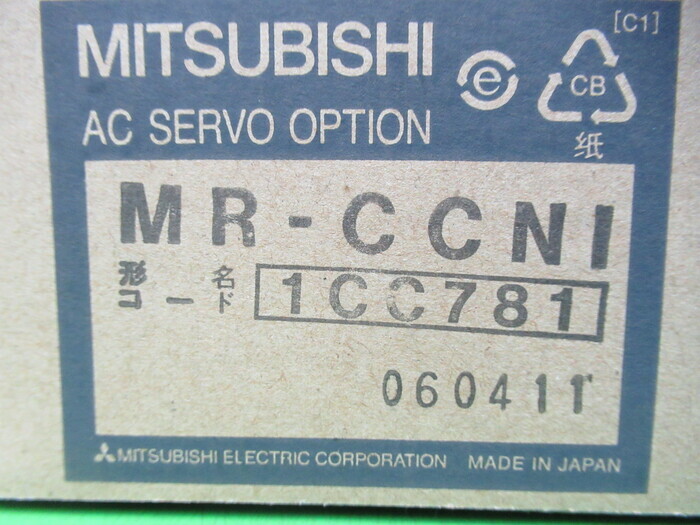 MITSUBISHI
[C1]
e
CB
纸
AC SERVO OPTION
MR-CCN1
形名
コード 1CC781
060411
MITSUBISHI ELECTRIC CORPORATION MADE IN JAPAN